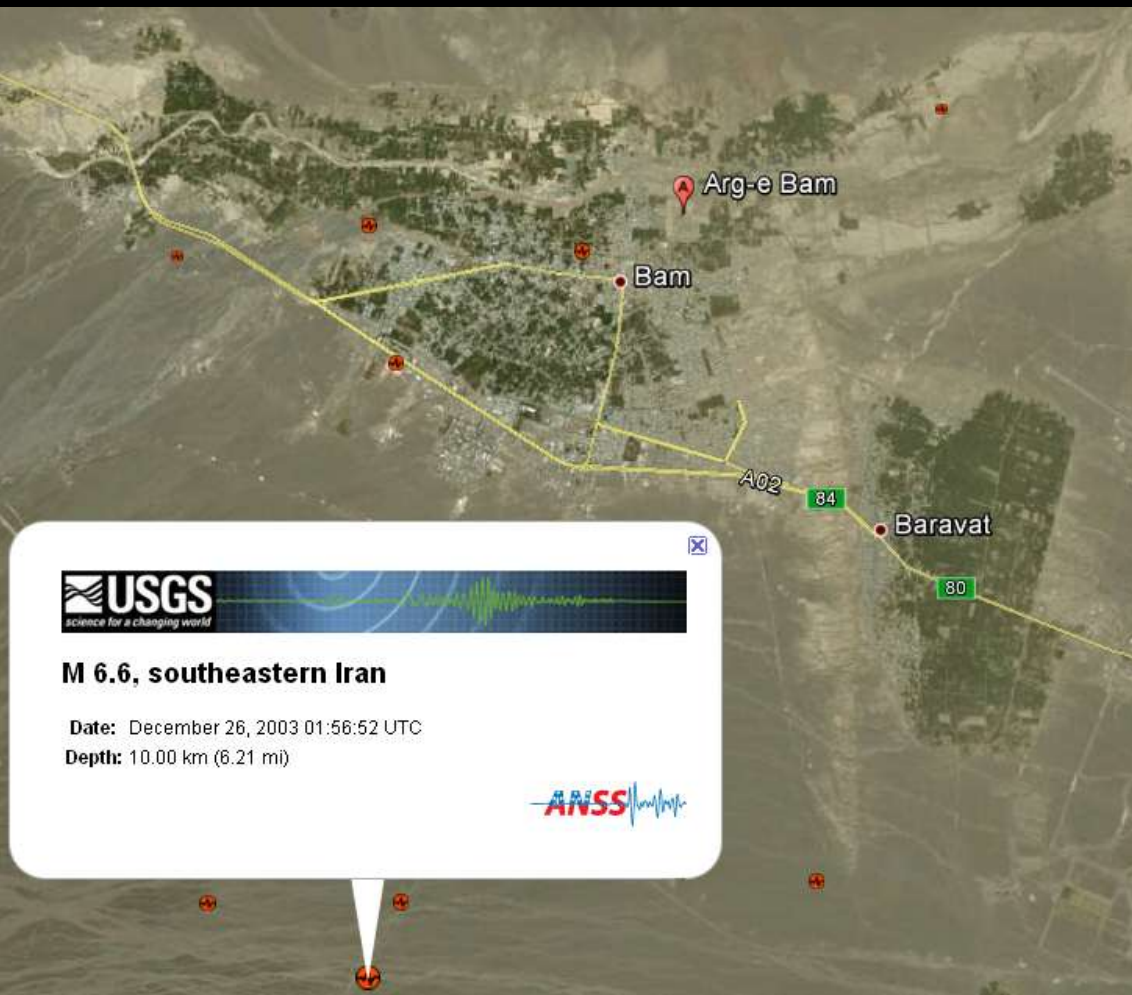 A
Arg-e Bam
Bam
A02
84
Baravat
80
USGS
science for a changing world
M 6.6, southeastern Iran
Date: December 26, 2003 01:56:52 UTC
Depth: 10.00 km (6.21 mi)
ANSS